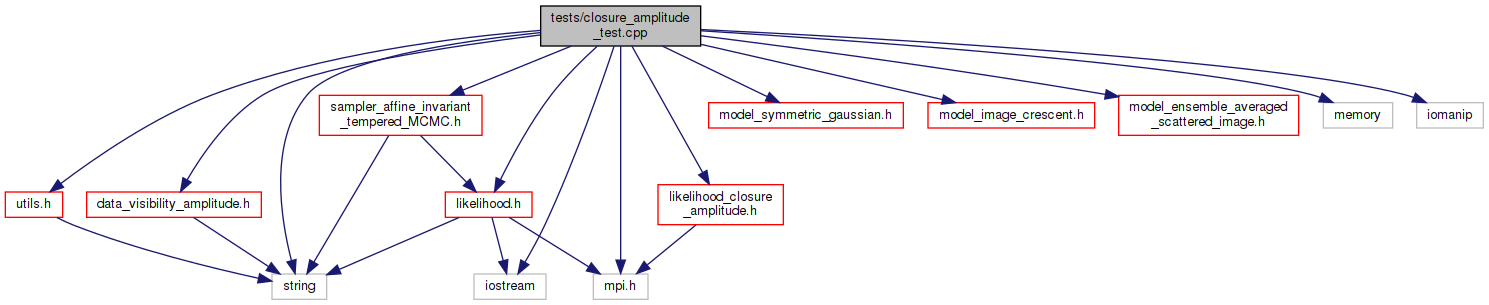 tests/closure_amplitude
_test.cpp
sampler_affine_invariant
_tempered_MCMC.h
model_symmetric_gaussian.h
model_image_crescent.h
model_ensemble_averaged
_scattered_image.h
memory
iomanip
utils.h
data_visibility_amplitude.h
likelihood.h
likelihood_closure
_amplitude.h
string
iostream
mpi.h